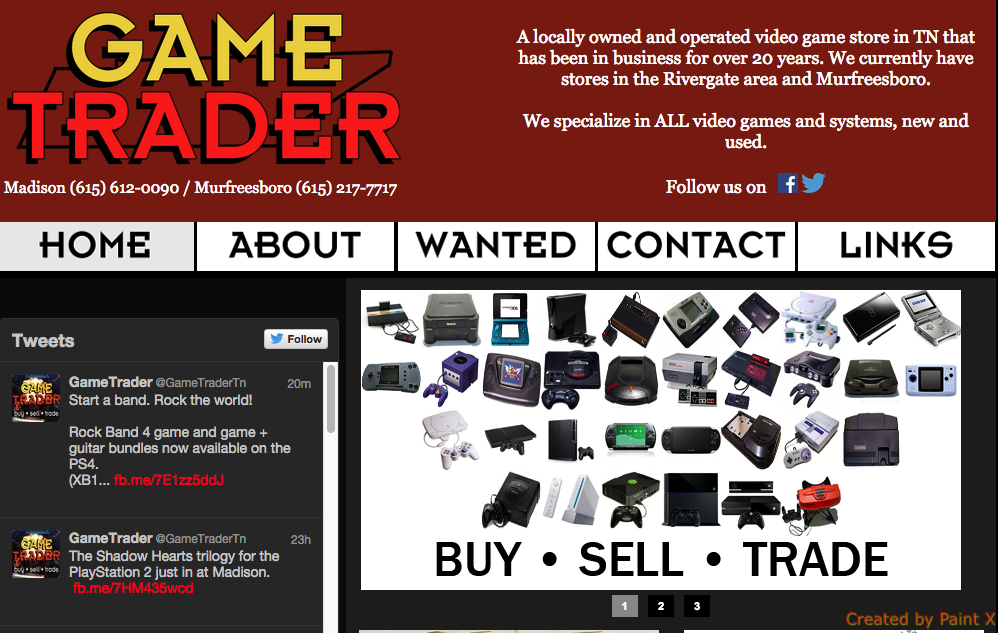 GAME
TRADER
Madison (615) 612-0090 / Murfreesboro (615) 217-7717
A locally owned and operated video game store in TN that
has been in business for over 20 years. We currently have
stores in the Rivergate area and Murfreesboro.
We specialize in ALL video games and systems, new and
used.
Follow us on
HOME
ABOUT
WANTED
CONTACT
LINKS
Tweets
Follow
GAME
TRADER
buy • sell • trade
GameTrader @GameTraderTn 20m
Start a band. Rock the world!
Rock Band 4 game and game +
guitar bundles now available on the
PS4.
(XB1... fb.me/7E1zz5ddJ
GAME
TRADER
buy • sell • trade
GameTrader @GameTraderTn 23h
The Shadow Hearts trilogy for the
PlayStation 2 just in at Madison.
fb.me/7HM435wcd
BUY • SELL • TRADE
1 2 3
Created by Paint X